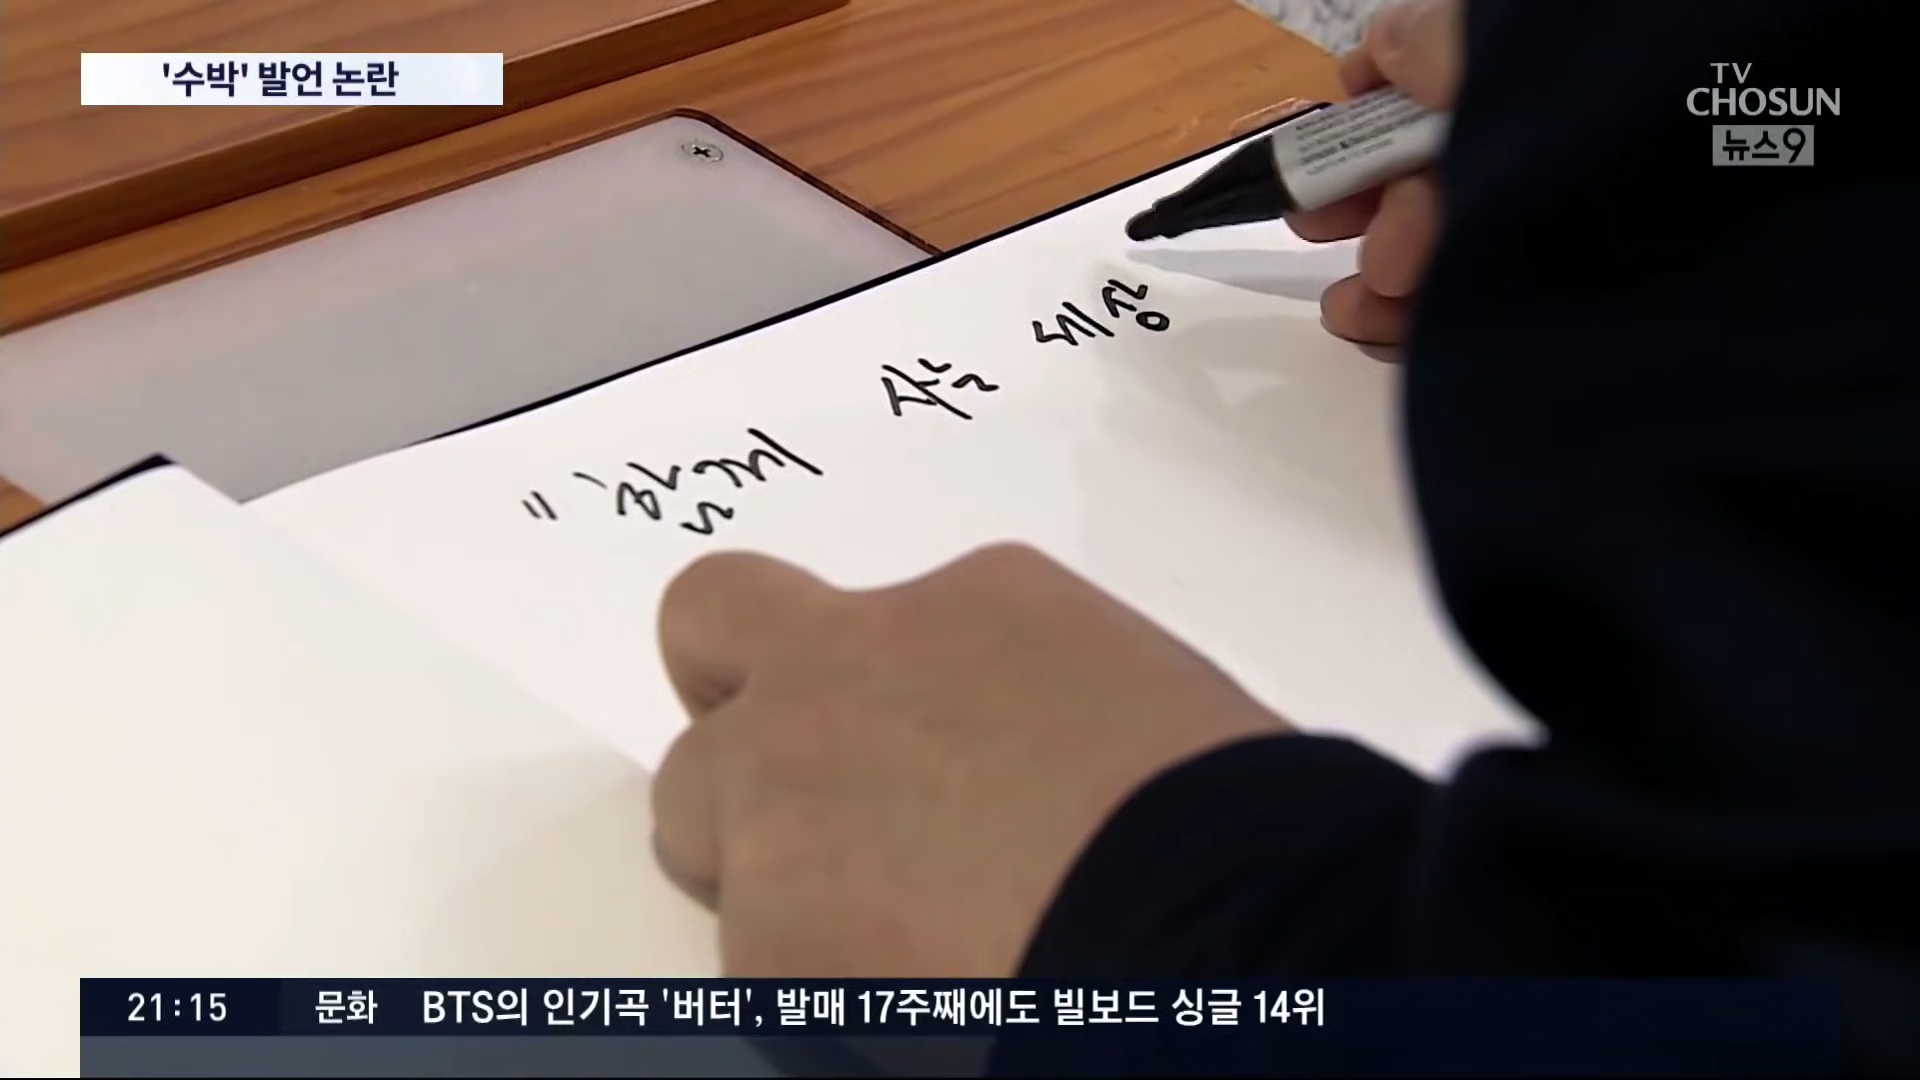 '수박' 발언 논란
TV CHOSUN
뉴스9
" 함께 세상
21:15 문화 BTS의 인기곡 '버터', 발매 17주째에도 빌보드 싱글 14위